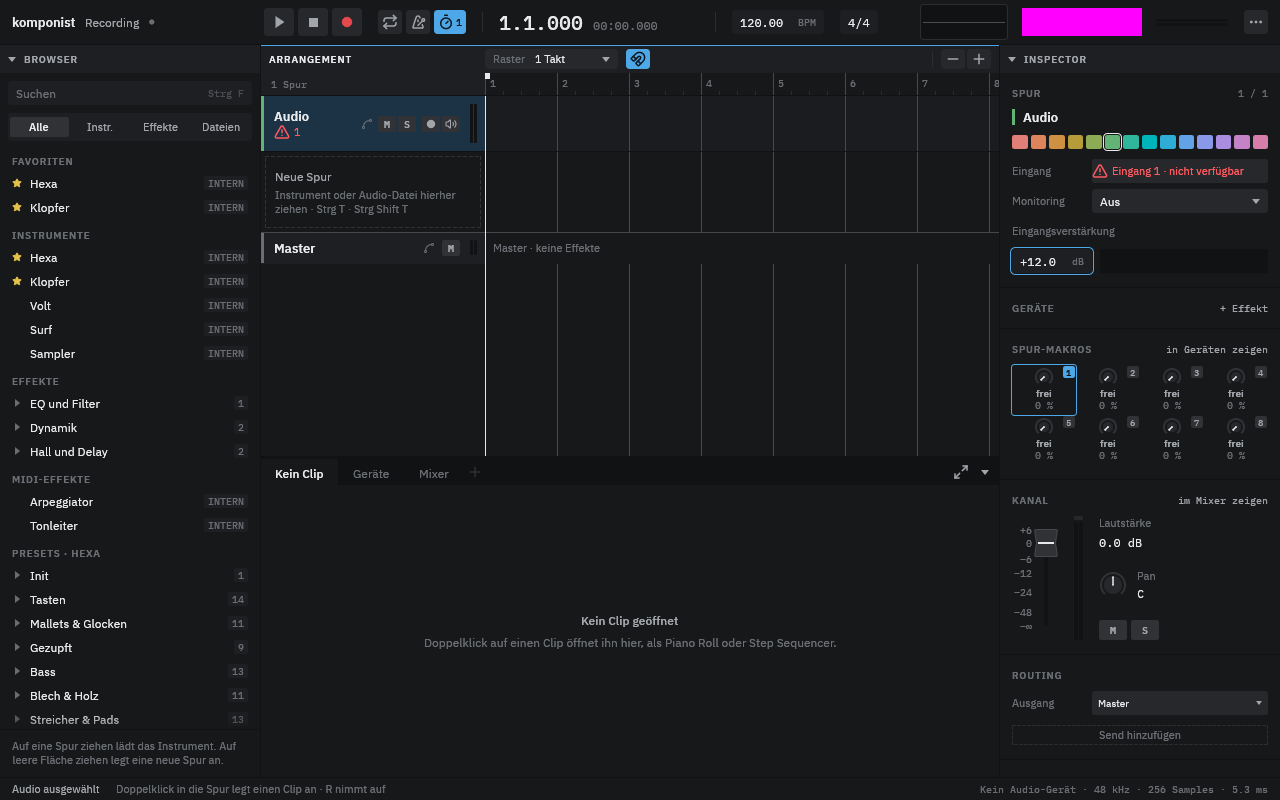 komponist Recording
1 1.1.000 00:00.000 120.00 BPM 4/4
BROWSER
Suchen Strg F
Alle Instr. Effekte Dateien
FAVORITEN
Hexa INTERN
Klopfer INTERN
INSTRUMENTE
Hexa INTERN
Klopfer INTERN
Volt INTERN
Surf INTERN
Sampler INTERN
EFFEKTE
EQ und Filter 1
Dynamik 2
Hall und Delay 2
MIDI-EFFEKTE
Arpeggiator INTERN
Tonleiter INTERN
PRESETS · HEXA
Init 1
Tasten 14
Mallets & Glocken 11
Gezupft 9
Bass 13
Blech & Holz 11
Streicher & Pads 13
Auf eine Spur ziehen lädt das Instrument. Auf
leere Fläche ziehen legt eine neue Spur an.
ARRANGEMENT Raster 1 Takt
1 Spur 1 2 3 4 5 6 7 8
Audio M S
1
Neue Spur
Instrument oder Audio-Datei hierher
ziehen · Strg T · Strg Shift T
Master M Master · keine Effekte
Kein Clip Geräte Mixer
Kein Clip geöffnet
Doppelklick auf einen Clip öffnet ihn hier, als Piano Roll oder Step Sequencer.
INSPECTOR
SPUR 1 / 1
Audio
Eingang Eingang 1 · nicht verfügbar
Monitoring Aus
Eingangsverstärkung
+12.0 dB
GERÄTE + Effekt
SPUR-MAKROS in Geräten zeigen
1 2 3 4
frei frei frei frei
0 % 0 % 0 % 0 %
5 6 7 8
frei frei frei frei
0 % 0 % 0 % 0 %
KANAL im Mixer zeigen
+6
0
−6
−12
−24
−48
−∞
Lautstärke
0.0 dB
Pan
C
M S
ROUTING
Ausgang Master
Send hinzufügen
Audio ausgewählt Doppelklick in die Spur legt einen Clip an · R nimmt auf
Kein Audio-Gerät · 48 kHz · 256 Samples · 5.3 ms